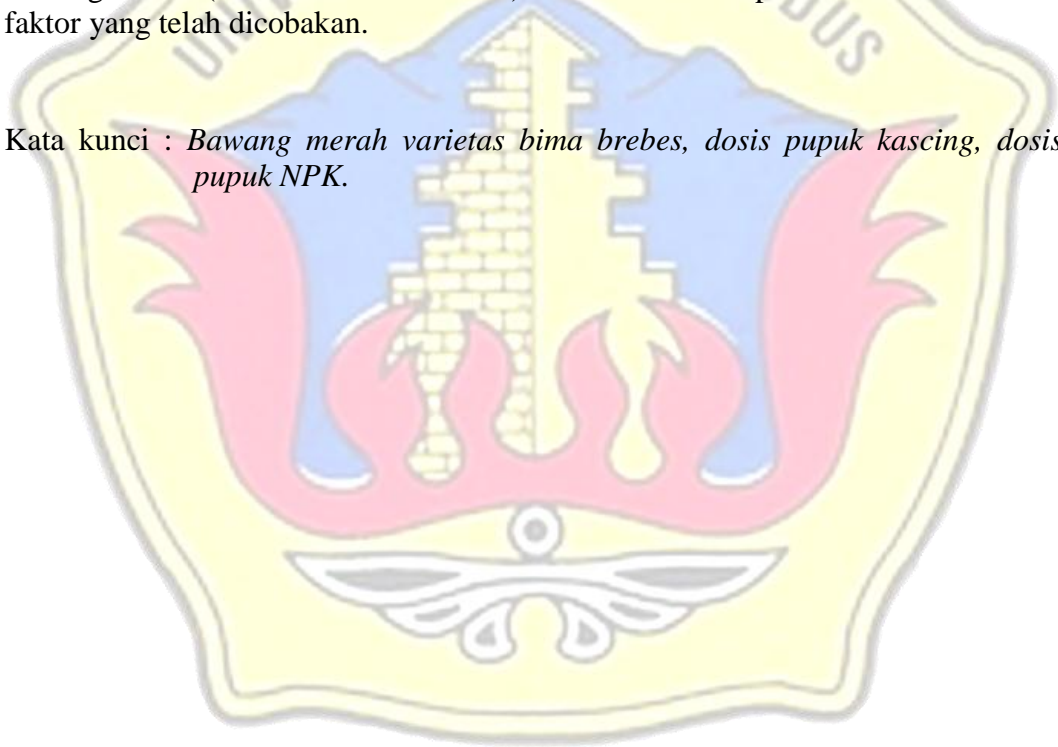 faktor yang telah dicobakan.
Kata kunci : Bawang merah varietas bima brebes, dosis pupuk kascing, dosis
pupuk NPK.